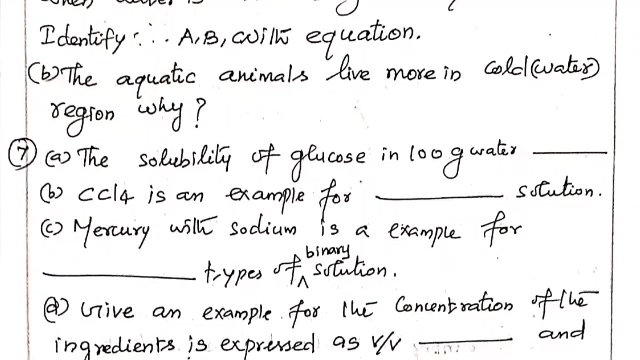 Identify ∴ A, B, C with equation.
(b) The aquatic animals live more in cold (water)
region why?
7 (a) The solubility of glucose in 100 g water ______
(b) CCl4 is an example for ______ solution.
(c) Mercury with sodium is a example for
______ types of binary solution.
(d) Give an example for the Concentration of the
ingredients is expressed as v/v ______ and